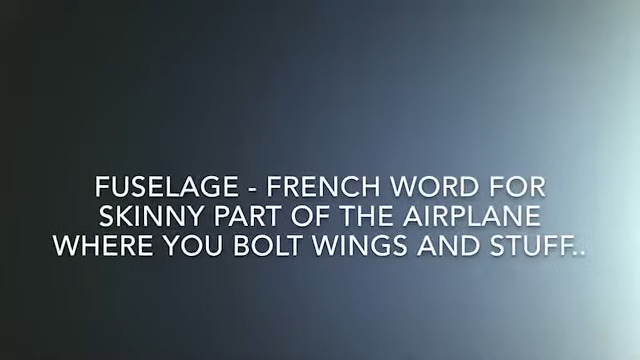 FUSELAGE - FRENCH WORD FOR
SKINNY PART OF THE AIRPLANE
WHERE YOU BOLT WINGS AND STUFF..